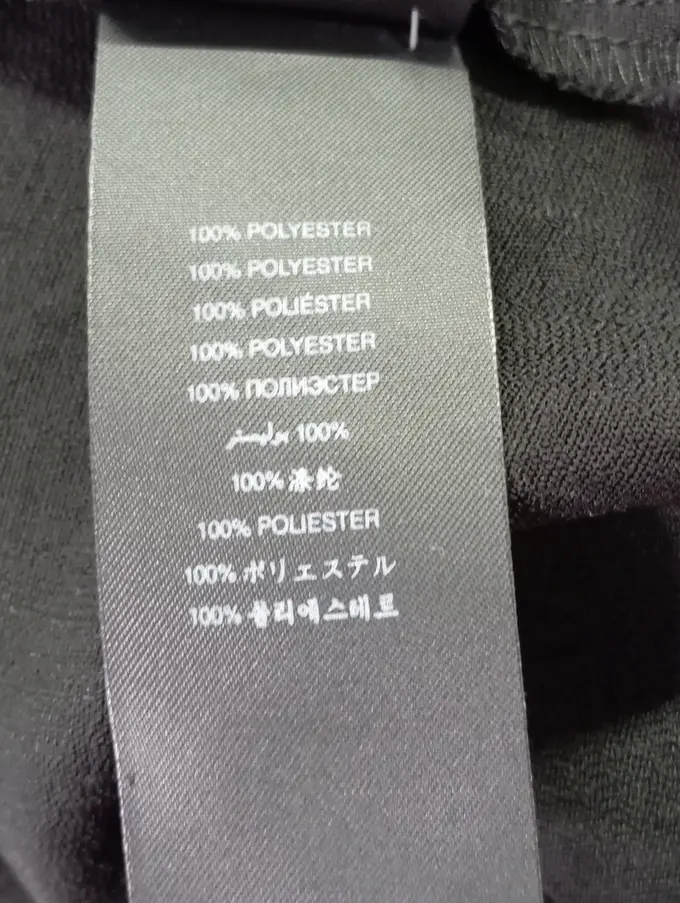 100% POLYESTER
100% POLYESTER
100% POLIÉSTER
100% POLYESTER
100% ПОЛИЭСТЕР
100% بوليستر
100% 涤纶
100% POLIESTER
100% ポリエステル
100% 폴리에스테르